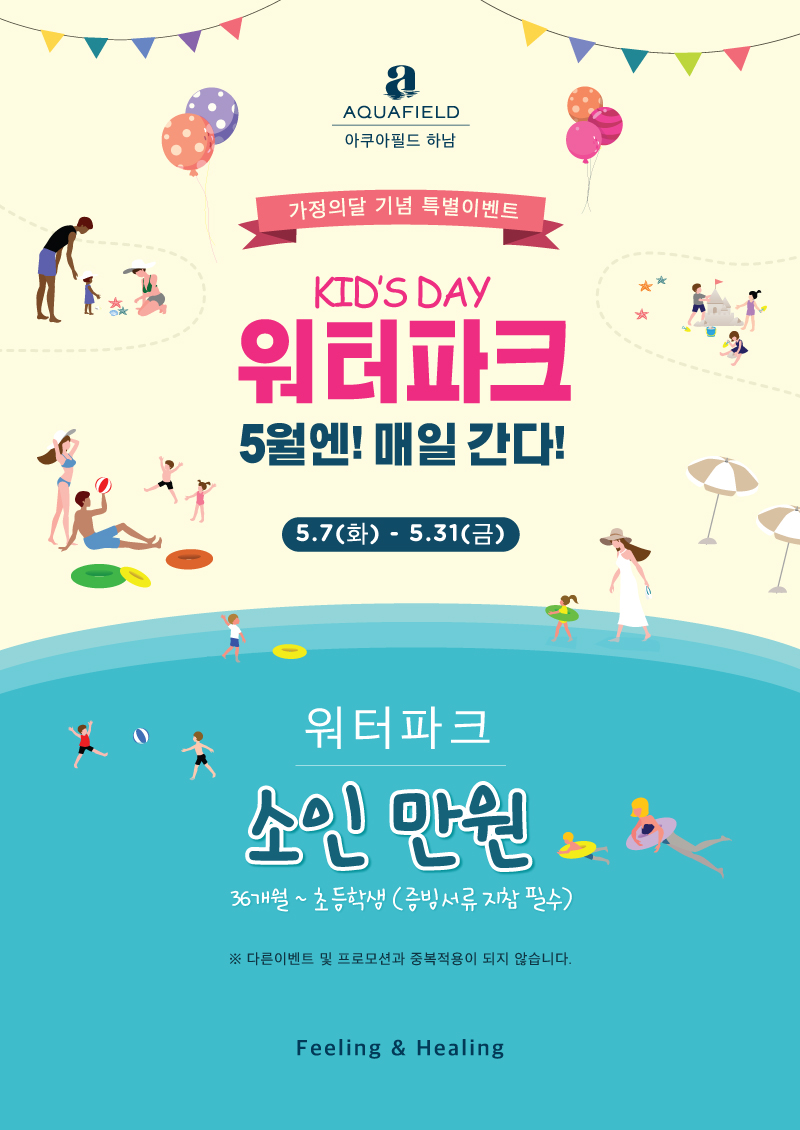 AQUAFIELD
아쿠아필드 하남
가정의달 기념 특별이벤트
KID'S DAY
워터파크
5월엔! 매일 간다!
5.7(화) - 5.31(금)
워터파크
소인 만원
36개월 ~ 초등학생 (증빙서류 지참 필수)
※ 다른이벤트 및 프로모션과 중복적용이 되지 않습니다.
Feeling & Healing